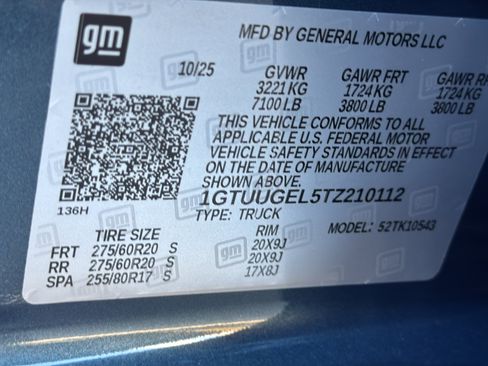 gm
MFD BY GENERAL MOTORS LLC
10/25 GVWR GAWR FRT GAWR RR
3221 KG 1724 KG 1724 KG
7100 LB 3800 LB 3800 LB
THIS VEHICLE CONFORMS TO ALL
APPLICABLE U.S. FEDERAL MOTOR
VEHICLE SAFETY STANDARDS IN EFFECT
ON THE DATE OF MANUFACTURE
SHOWN ABOVE.
1GTUUGEL5TZ210112
136H TYPE: TRUCK MODEL: 52TK10543
TIRE SIZE RIM
FRT 275/60R20 S 20X9J
RR 275/60R20 S 20X9J
SPA 255/80R17 S 17X8J